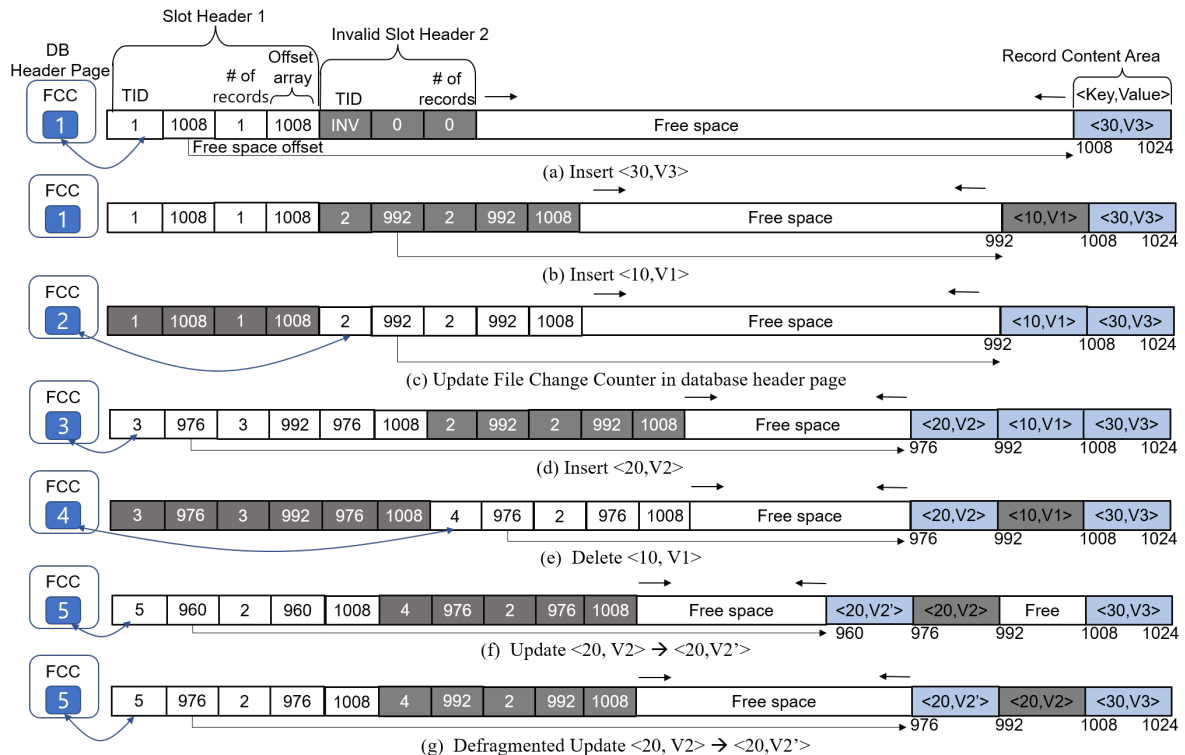 Slot Header 1
Invalid Slot Header 2
DB
Header Page
Offset
array
# of
records
# of
records
Record Content Area
FCC
TID
TID
<Key,Value>
1
1 1008 1 1008 INV 0 0 Free space <30,V3>
Free space offset
1008 1024
(a) Insert <30,V3>
FCC
1
1 1008 1 1008 2 992 2 992 1008 Free space <10,V1> <30,V3>
992 1008 1024
(b) Insert <10,V1>
FCC
2
1 1008 1 1008 2 992 2 992 1008 Free space <10,V1> <30,V3>
992 1008 1024
(c) Update File Change Counter in database header page
FCC
3
3 976 3 992 976 1008 2 992 2 992 1008 Free space <20,V2> <10,V1> <30,V3>
976 992 1008 1024
(d) Insert <20,V2>
FCC
4
3 976 3 992 976 1008 4 976 2 976 1008 Free space <20,V2> <10,V1> <30,V3>
976 992 1008 1024
(e) Delete <10, V1>
FCC
5
5 960 2 960 1008 4 976 2 976 1008 Free space <20,V2'> <20,V2> Free <30,V3>
960 976 992 1008 1024
(f) Update <20, V2> → <20,V2'>
FCC
5
5 976 2 976 1008 4 992 2 992 1008 Free space <20,V2'> <20,V2> <30,V3>
976 992 1008 1024
(g) Defragmented Update <20, V2> → <20,V2'>